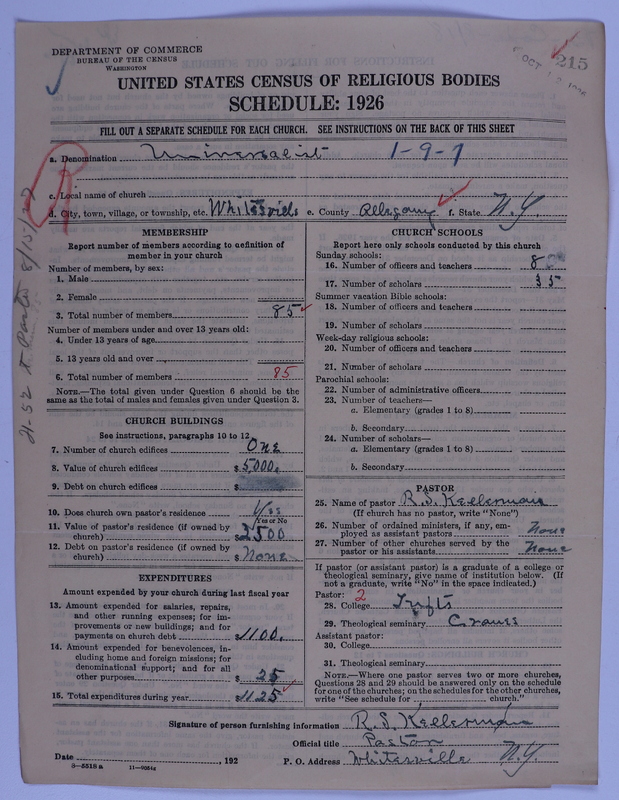 DEPARTMENT OF COMMERCE
BUREAU OF THE CENSUS
WASHINGTON
OCT
215
UNITED STATES CENSUS OF RELIGIOUS BODIES
SCHEDULE: 1926
FILL OUT A SEPARATE SCHEDULE FOR EACH CHURCH. SEE INSTRUCTIONS ON THE BACK OF THIS SHEET
a. Denomination Universalist 1-9-7
c. Local name of church
d. City, town, village, or township, etc. Whitesville e. County Allegany f. State N.Y.
MEMBERSHIP
Report number of members according to definition of
member in your church
Number of members, by sex:
1. Male
2. Female
3. Total number of members 85
Number of members under and over 13 years old:
4. Under 13 years of age
5. 13 years old and over
6. Total number of members 85
NOTE.—The total given under Question 6 should be
same as the total of males and females given under Question 3.
CHURCH BUILDINGS
See instructions, paragraphs 10 to 12
7. Number of church edifices One
8. Value of church edifices $5,000.
9. Debt on church edifices $
10. Does church own pastor's residence Yes
Yes or No
11. Value of pastor's residence (if owned by
church) $2500
12. Debt on pastor's residence (if owned by
church) $None
EXPENDITURES
Amount expended by your church during last fiscal year
13. Amount expended for salaries, repairs,
and other running expenses; for im-
provements or new buildings; and for
payments on church debt $1100.
14. Amount expended for benevolences, in-
cluding home and foreign missions; for
denominational support; and for all
other purposes $25
15. Total expenditures during year $1125
CHURCH SCHOOLS
Report here only schools conducted by this church
Sunday schools:
16. Number of officers and teachers 8
17. Number of scholars 35
Summer vacation Bible schools:
18. Number of officers and teachers
19. Number of scholars
Week-day religious schools:
20. Number of officers and teachers
21. Number of scholars
Parochial schools:
22. Number of administrative officers
23. Number of teachers—
a. Elementary (grades 1 to 8)
b. Secondary
24. Number of scholars—
a. Elementary (grades 1 to 8)
b. Secondary
PASTOR
25. Name of pastor R. S. Kellerman
(If church has no pastor, write "None")
26. Number of ordained ministers, if any, em-
ployed as assistant pastors None
27. Number of other churches served by the
pastor or his assistants None
If pastor (or assistant pastor) is a graduate of a college or
theological seminary, give name of institution below. (If
not a graduate, write "No" in the space indicated.)
Pastor: 2
28. College Tufts
29. Theological seminary Crane
Assistant pastor:
30. College
31. Theological seminary
NOTE.—Where one pastor serves two or more churches,
Questions 28 and 29 should be answered only on the schedule
for one of the churches; on the schedules for the other churches,
write "See schedule for church."
Signature of person furnishing information R. S. Kellerman
Official title Pastor
Date , 192 P. O. Address Whitesville N.Y.
8-5518a 11-9554c